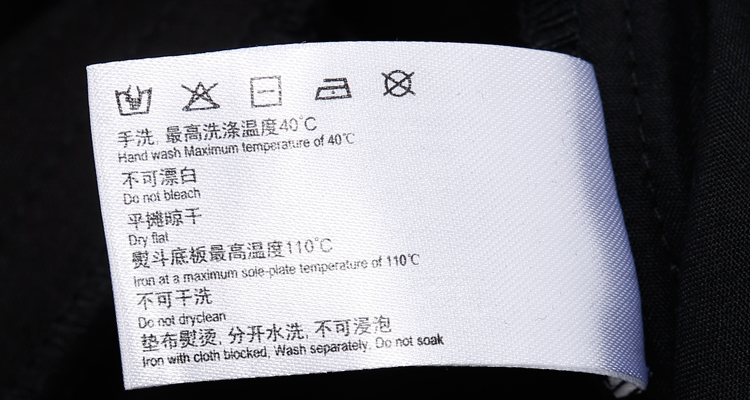 手洗, 最高洗涤温度40℃
Hand wash Maximum temperature of 40℃
不可漂白
Do not bleach
平摊晾干
Dry flat
熨斗底板最高温度110℃
Iron at a maximum sole-plate temperature of 110℃
不可干洗
Do not dryclean
垫布熨烫, 分开水洗, 不可浸泡
Iron with cloth blocked, Wash separately, Do not soak